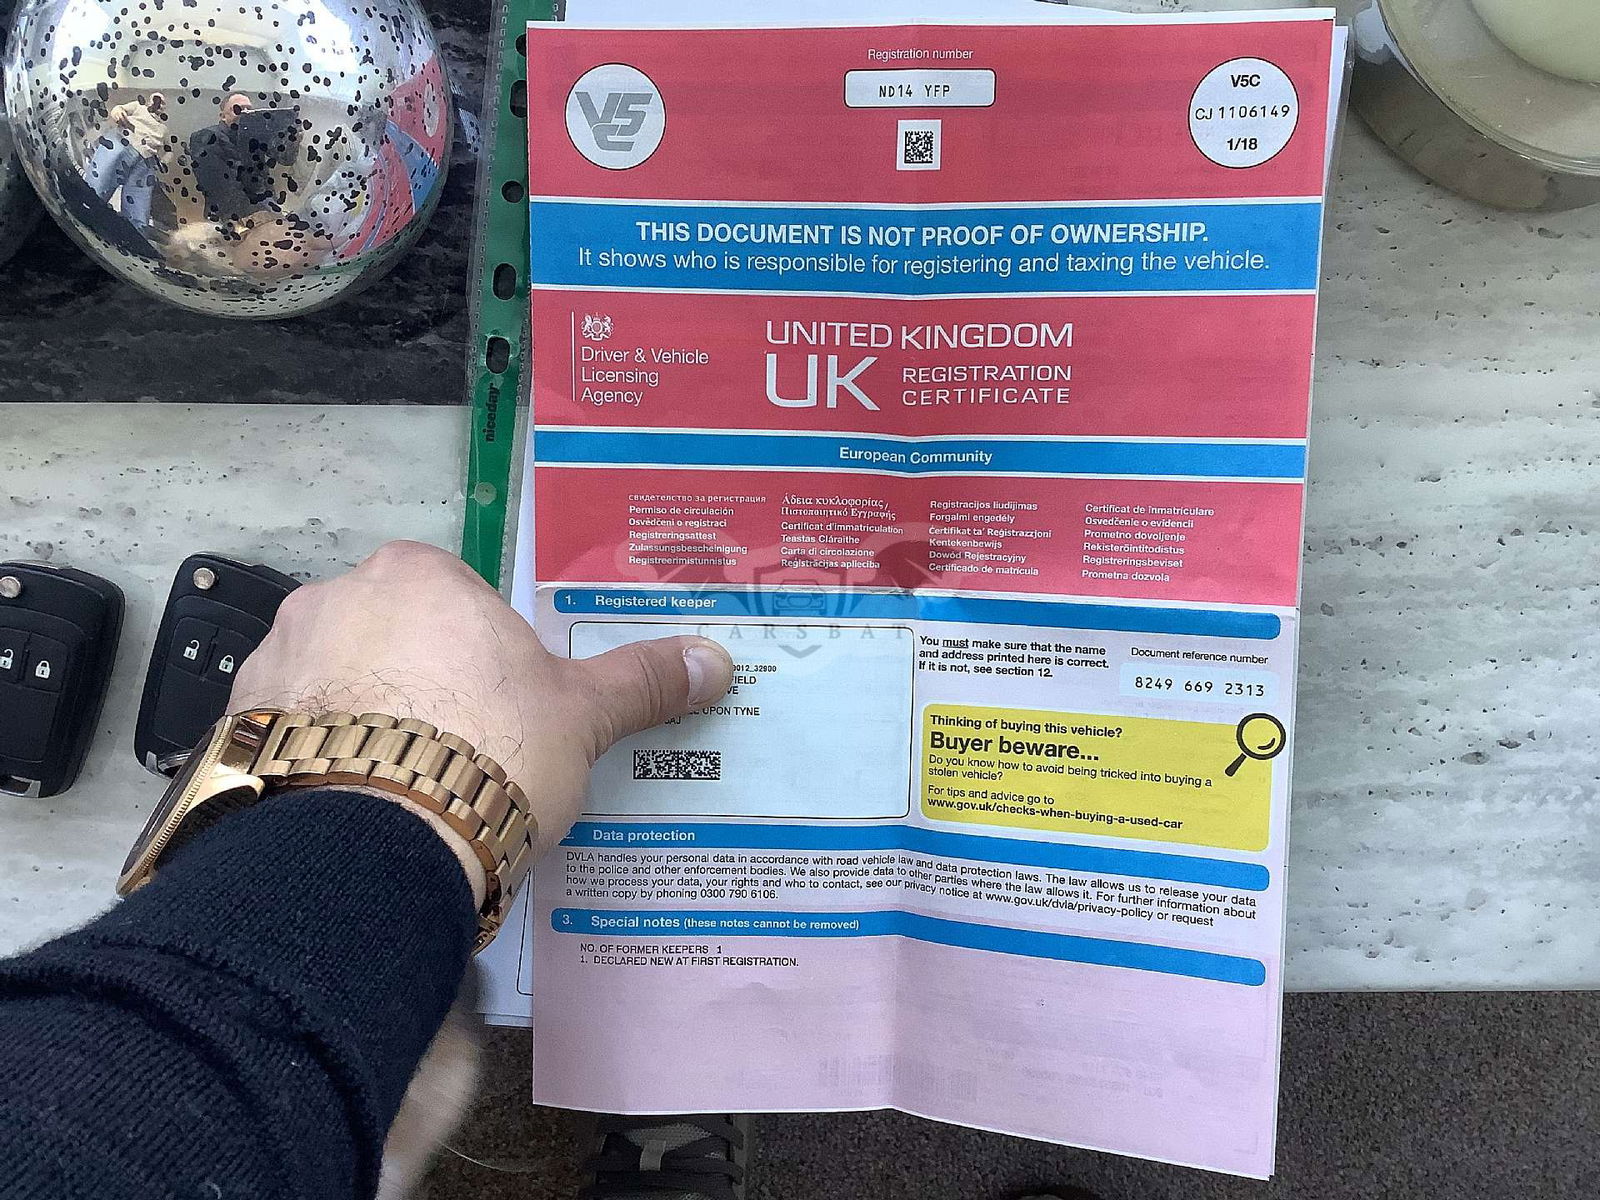 Registration number
ND14 YFP
V5C
V5C
CJ 1106149
1/18
THIS DOCUMENT IS NOT PROOF OF OWNERSHIP.
It shows who is responsible for registering and taxing the vehicle.
Driver & Vehicle
Licensing
Agency
UNITED KINGDOM
UK
REGISTRATION
CERTIFICATE
niceday
European Community
свидетелство за регистрация
Permiso de circulación
Osvědčení o registraci
Registreringsattest
Zulassungsbescheinigung
Registreerimistunnistus
Άδεια κυκλοφορίας/
Πιστοποιητικό Εγγραφής
Certificat d'immatriculation
Teastas Cláraithe
Carta di circolazione
Reģistrācijas apliecība
Registracijos liudijimas
Forgalmi engedély
Ċertifikat ta' Reġistrazzjoni
Kentekenbewijs
Dowód Rejestracyjny
Certificado de matrícula
Certificat de înmatriculare
Osvedčenie o evidencii
Prometno dovoljenje
Rekisteröintitodistus
Registreringsbeviset
Prometna dozvola
CARSBAT
1. Registered keeper
0012_32900
FIELD
VE
UPON TYNE
You must make sure that the name
and address printed here is correct.
If it is not, see section 12.
Document reference number
8249 669 2313
Thinking of buying this vehicle?
Buyer beware...
Do you know how to avoid being tricked into buying a
stolen vehicle?
For tips and advice go to
www.gov.uk/checks-when-buying-a-used-car
2. Data protection
DVLA handles your personal data in accordance with road vehicle law and data protection laws. The law allows us to release your data
to the police and other enforcement bodies. We also provide data to other parties where the law allows it. For further information about
how we process your data, your rights and who to contact, see our privacy notice at www.gov.uk/dvla/privacy-policy or request
a written copy by phoning 0300 790 6106.
3. Special notes (these notes cannot be removed)
NO. OF FORMER KEEPERS 1
1. DECLARED NEW AT FIRST REGISTRATION.